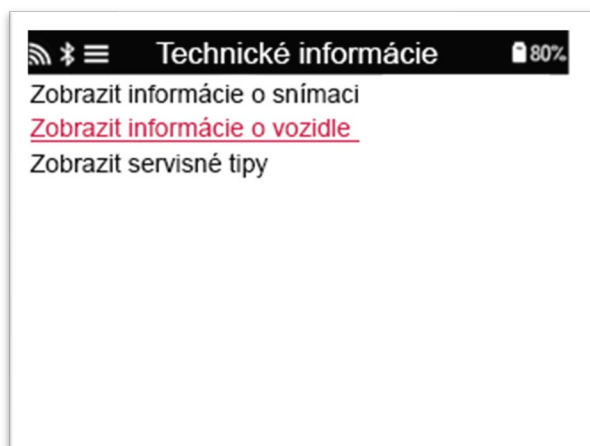 Technické informácie 80%
Zobrazit informácie o snímaci
Zobrazit informácie o vozidle
Zobrazit servisné tipy